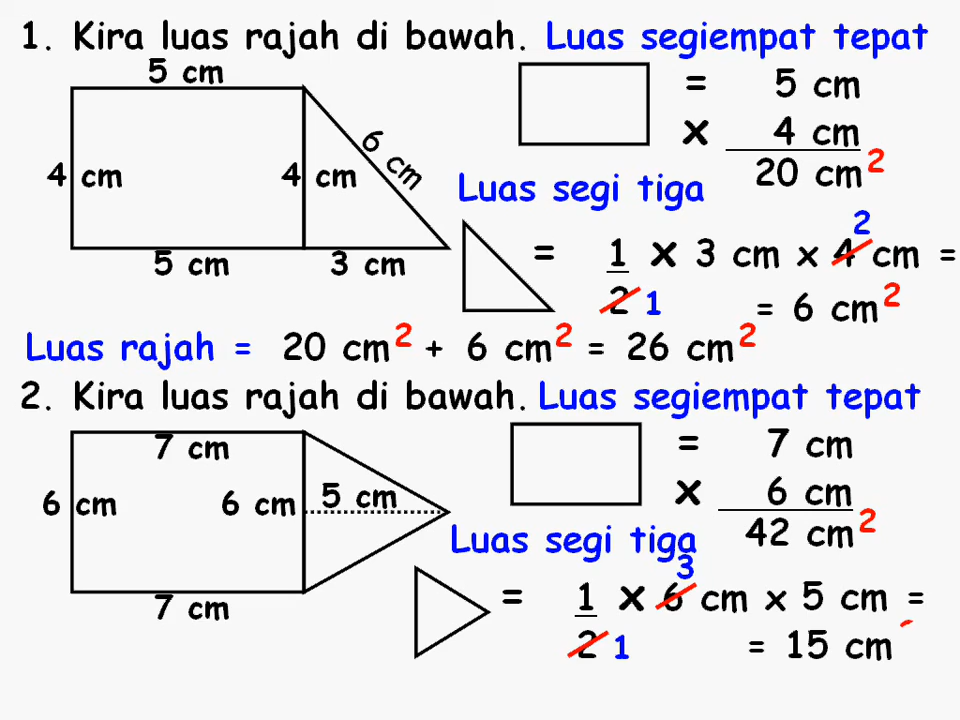 1. Kira luas rajah di bawah. Luas segiempat tepat
5 cm
4 cm
4 cm
6 cm
5 cm
3 cm
= 5 cm
x 4 cm
20 cm2
Luas segi tiga
= 1 x 3 cm x 4 cm =
2
2 1
= 6 cm2
Luas rajah = 20 cm2 + 6 cm2 = 26 cm2
2. Kira luas rajah di bawah. Luas segiempat tepat
7 cm
6 cm
6 cm
5 cm
7 cm
= 7 cm
x 6 cm
42 cm2
Luas segi tiga
3
= 1 x 6 cm x 5 cm =
2 1
= 15 cm